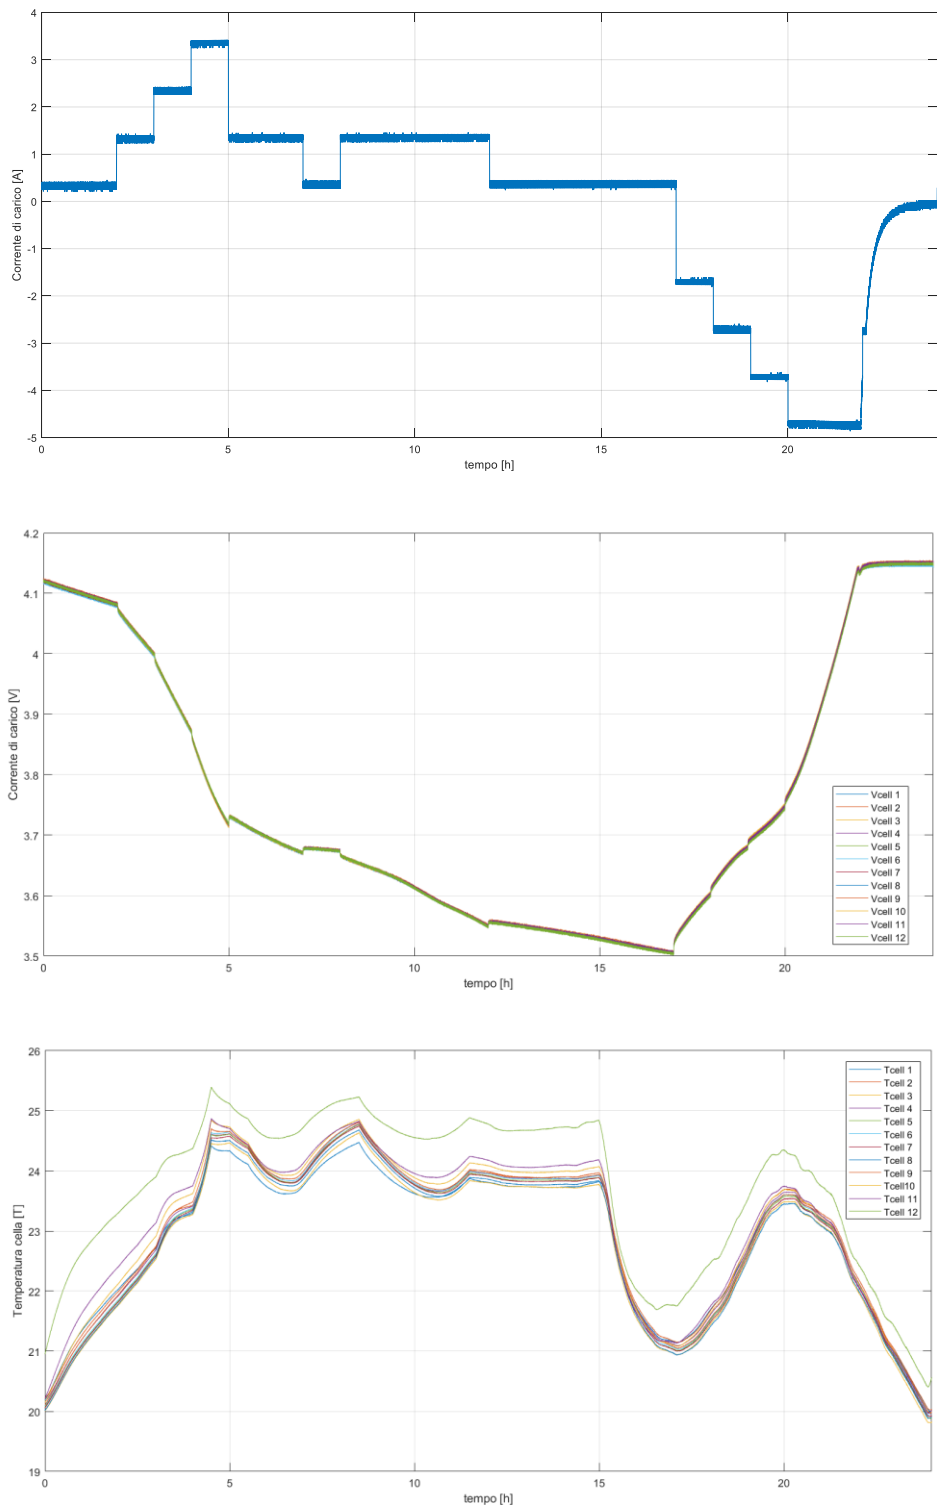 4
3
2
1
0
-1
-2
-3
-4
-5
Corrente di carico [A]
0
5
10
15
20
tempo [h]
4.2
4.1
4
3.9
3.8
3.7
3.6
3.5
Corrente di carico [V]
Vcell 1
Vcell 2
Vcell 3
Vcell 4
Vcell 5
Vcell 6
Vcell 7
Vcell 8
Vcell 9
Vcell 10
Vcell 11
Vcell 12
0
5
10
15
20
tempo [h]
26
25
24
23
22
21
20
19
Temperatura cella [T]
Tcell 1
Tcell 2
Tcell 3
Tcell 4
Tcell 5
Tcell 6
Tcell 7
Tcell 8
Tcell 9
Tcell10
Tcell 11
Tcell 12
0
5
10
15
20
tempo [h]